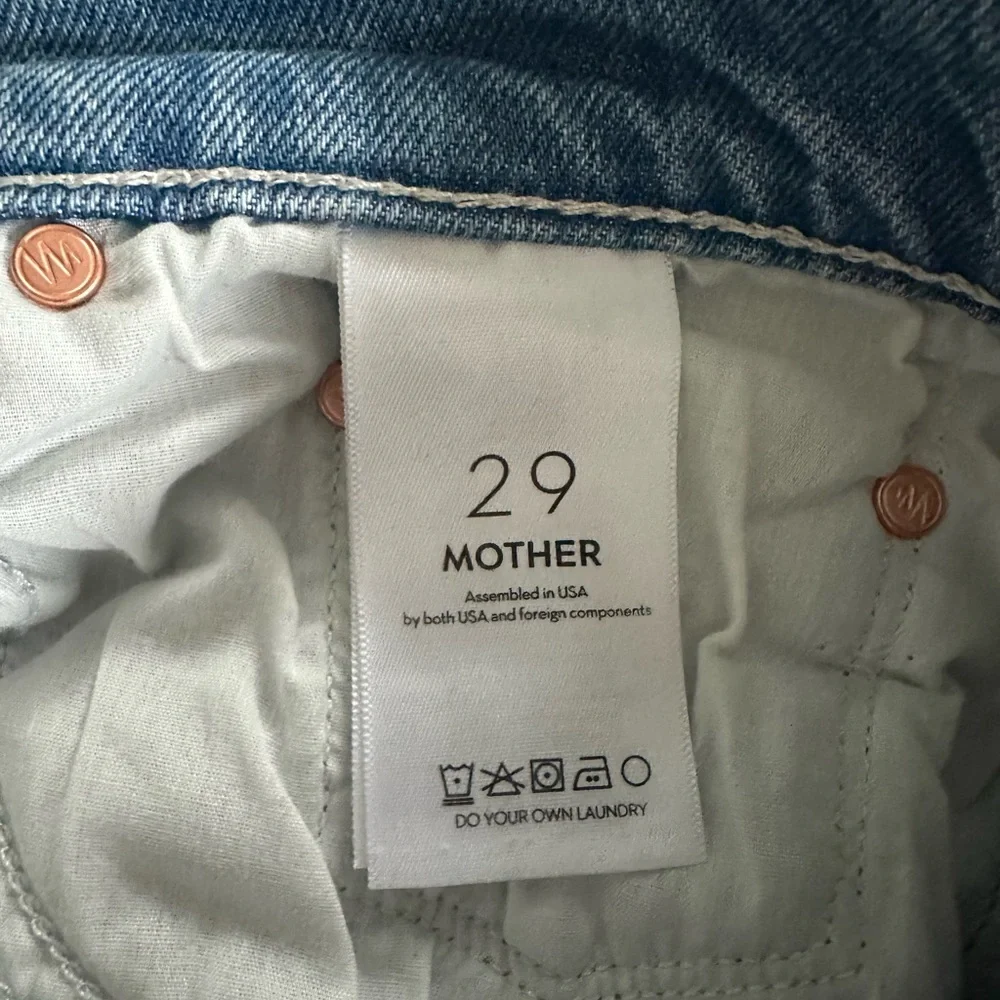 29
MOTHER
Assembled in USA
by both USA and foreign components
DO YOUR OWN LAUNDRY